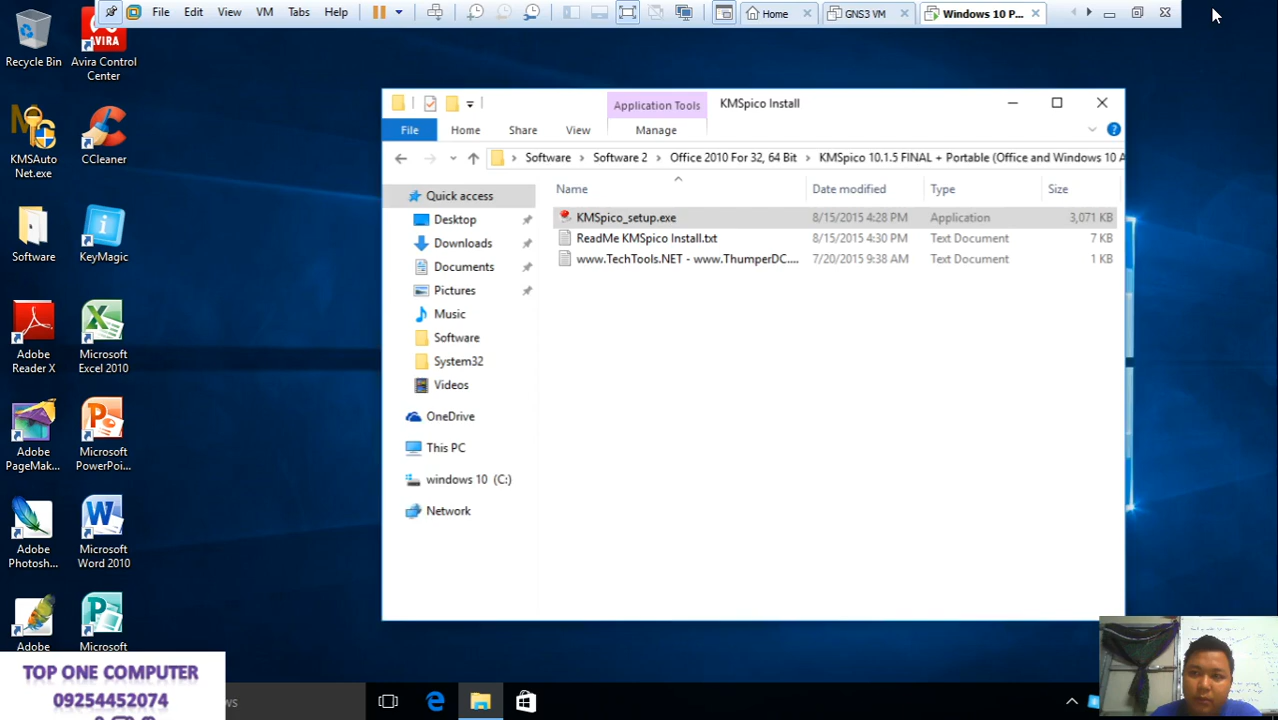 File Edit View VM Tabs Help
Home GNS3 VM Windows 10 P...
Recycle Bin
Avira Control Center
KMSAuto Net.exe
CCleaner
Software
KeyMagic
Adobe Reader X
Microsoft Excel 2010
Adobe PageMak...
Microsoft PowerPoi...
Adobe Photosh...
Microsoft Word 2010
Adobe
Microsoft
Application Tools KMSpico Install
File Home Share View Manage
Software Software 2 Office 2010 For 32, 64 Bit KMSpico 10.1.5 FINAL + Portable (Office and Windows 10 A
Name Date modified Type Size
KMSpico_setup.exe 8/15/2015 4:28 PM Application 3,071 KB
ReadMe KMSpico Install.txt 8/15/2015 4:30 PM Text Document 7 KB
www.TechTools.NET - www.ThumperDC.... 7/20/2015 9:38 AM Text Document 1 KB
Quick access
Desktop
Downloads
Documents
Pictures
Music
Software
System32
Videos
OneDrive
This PC
windows 10 (C:)
Network
TOP ONE COMPUTER
09254452074
ws